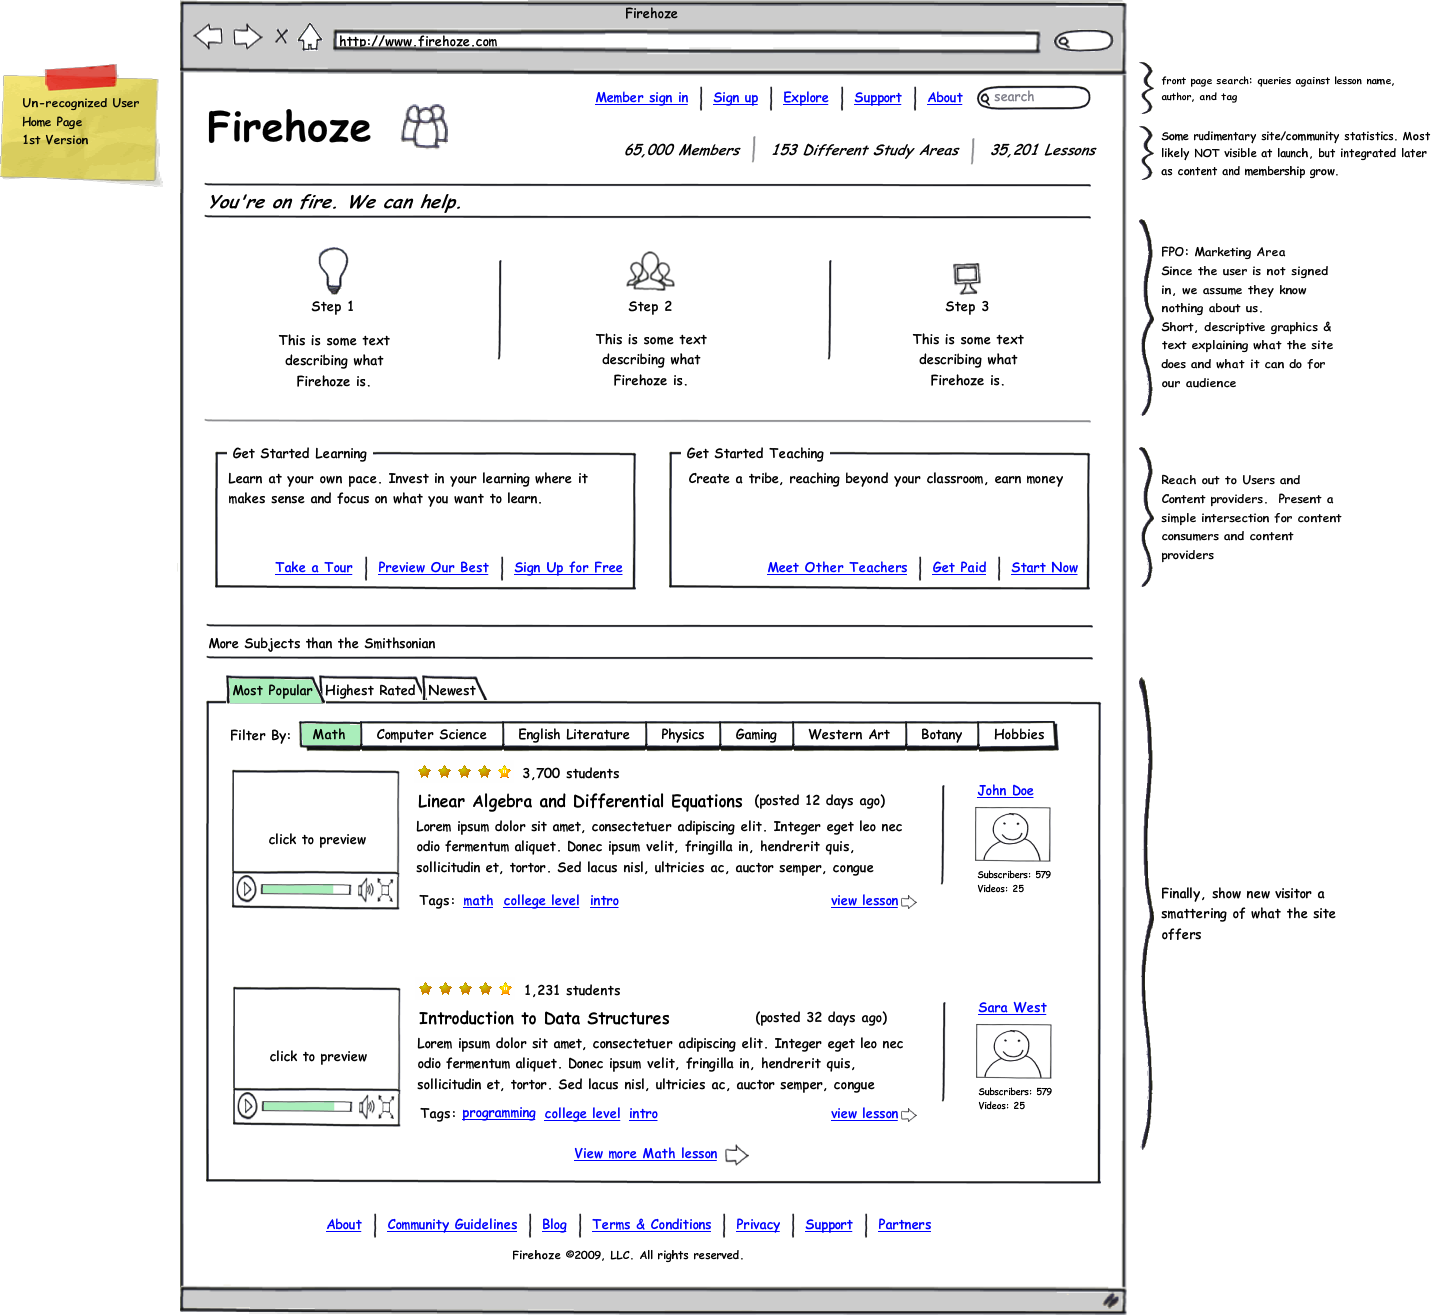 Firehoze
http://www.firehoze.com
Un-recognized User
Home Page
1st Version
Member sign in
Sign up
Explore
Support
About
search
Firehoze
65,000 Members
153 Different Study Areas
35,201 Lessons
front page search: queries against lesson name,
author, and tag
Some rudimentary site/community statistics. Most
likely NOT visible at launch, but integrated later
as content and membership grow.
You're on fire. We can help.
Step 1
This is some text
describing what
Firehoze is.
Step 2
This is some text
describing what
Firehoze is.
Step 3
This is some text
describing what
Firehoze is.
FPO: Marketing Area
Since the user is not signed
in, we assume they know
nothing about us.
Short, descriptive graphics &
text explaining what the site
does and what it can do for
our audience
Get Started Learning
Learn at your own pace. Invest in your learning where it
makes sense and focus on what you want to learn.
Take a Tour
Preview Our Best
Sign Up for Free
Get Started Teaching
Create a tribe, reaching beyond your classroom, earn money
Meet Other Teachers
Get Paid
Start Now
Reach out to Users and
Content providers. Present a
simple intersection for content
consumers and content
providers
More Subjects than the Smithsonian
Most Popular
Highest Rated
Newest
Filter By:
Math
Computer Science
English Literature
Physics
Gaming
Western Art
Botany
Hobbies
click to preview
3,700 students
Linear Algebra and Differential Equations (posted 12 days ago)
Lorem ipsum dolor sit amet, consectetuer adipiscing elit. Integer eget leo nec
odio fermentum aliquet. Donec ipsum velit, fringilla in, hendrerit quis,
sollicitudin et, tortor. Sed lacus nisl, ultricies ac, auctor semper, congue
Tags: math college level intro
view lesson
John Doe
Subscribers: 579
Videos: 25
click to preview
1,231 students
Introduction to Data Structures (posted 32 days ago)
Lorem ipsum dolor sit amet, consectetuer adipiscing elit. Integer eget leo nec
odio fermentum aliquet. Donec ipsum velit, fringilla in, hendrerit quis,
sollicitudin et, tortor. Sed lacus nisl, ultricies ac, auctor semper, congue
Tags: programming college level intro
view lesson
Sara West
Subscribers: 579
Videos: 25
View more Math lesson
Finally, show new visitor a
smattering of what the site
offers
About
Community Guidelines
Blog
Terms & Conditions
Privacy
Support
Partners
Firehoze ©2009, LLC. All rights reserved.